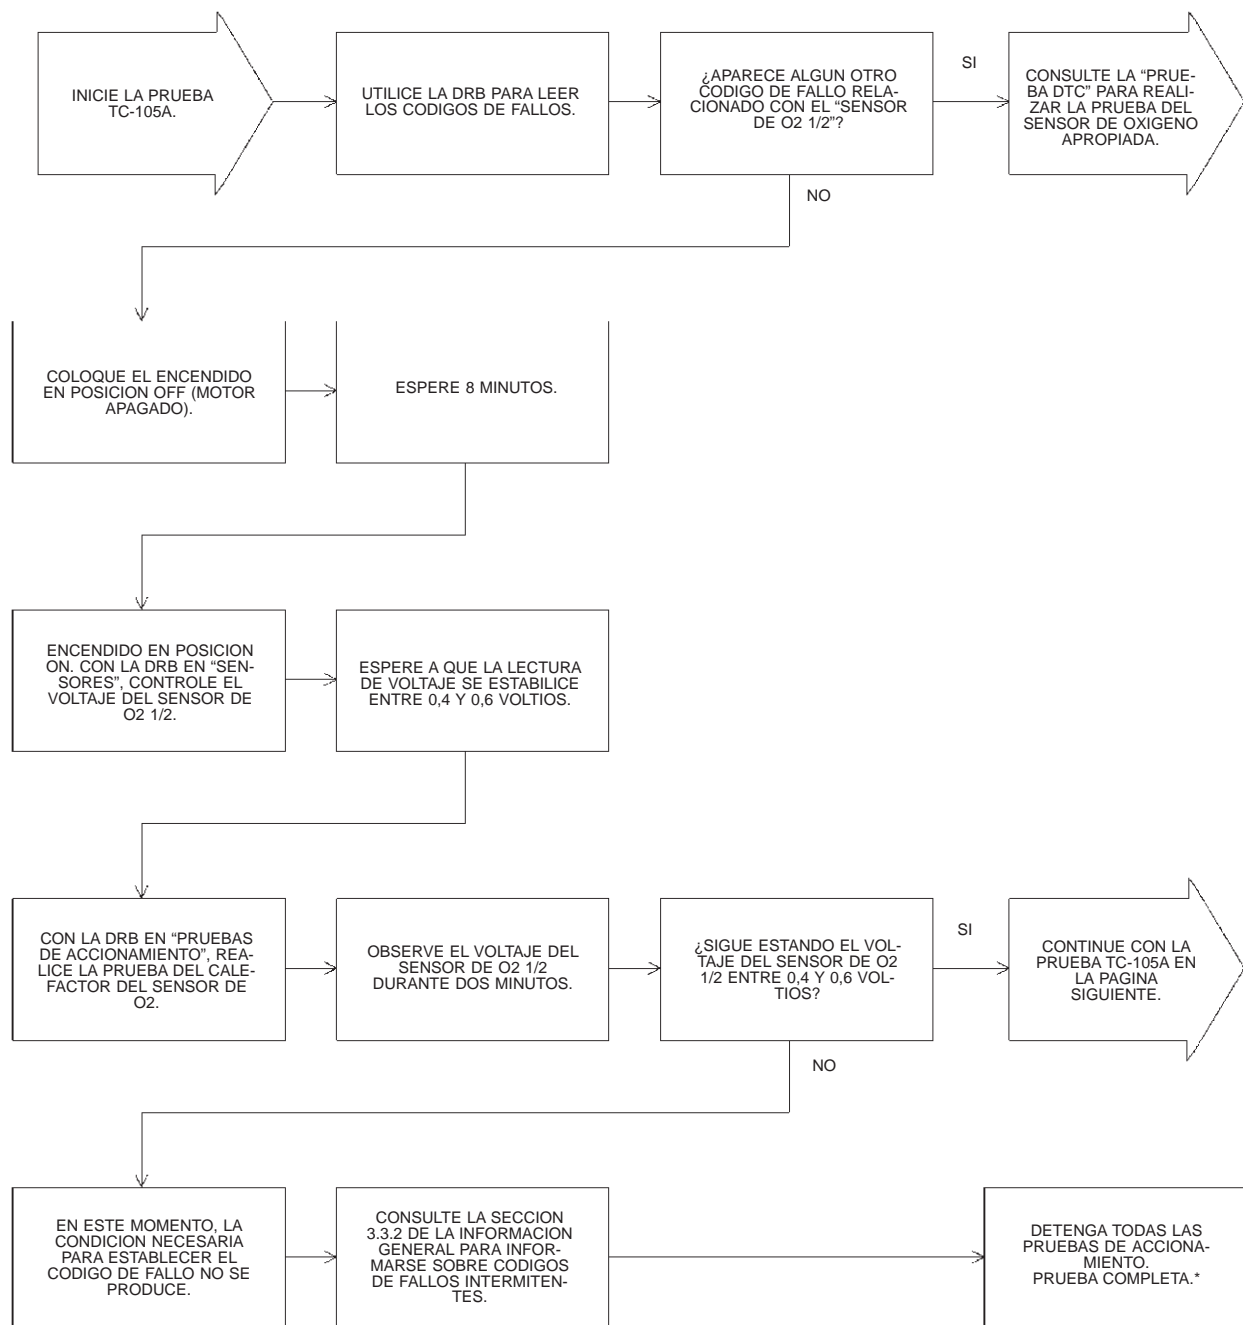 INICIE LA PRUEBA
TC-105A.
UTILICE LA DRB PARA LEER
LOS CODIGOS DE FALLOS.
¿APARECE ALGUN OTRO
CODIGO DE FALLO RELA-
CIONADO CON EL “SENSOR
DE O2 1/2”?
SI
CONSULTE LA “PRUE-
BA DTC” PARA REALI-
ZAR LA PRUEBA DEL
SENSOR DE OXIGENO
APROPIADA.
NO
COLOQUE EL ENCENDIDO
EN POSICION OFF (MOTOR
APAGADO).
ESPERE 8 MINUTOS.
ENCENDIDO EN POSICION
ON. CON LA DRB EN “SEN-
SORES”, CONTROLE EL
VOLTAJE DEL SENSOR DE
O2 1/2.
ESPERE A QUE LA LECTURA
DE VOLTAJE SE ESTABILICE
ENTRE 0,4 Y 0,6 VOLTIOS.
CON LA DRB EN “PRUEBAS
DE ACCIONAMIENTO”, REA-
LICE LA PRUEBA DEL CALE-
FACTOR DEL SENSOR DE
O2.
OBSERVE EL VOLTAJE DEL
SENSOR DE O2 1/2
DURANTE DOS MINUTOS.
¿SIGUE ESTANDO EL VOL-
TAJE DEL SENSOR DE O2
1/2 ENTRE 0,4 Y 0,6 VOL-
TIOS?
SI
CONTINUE CON LA
PRUEBA TC-105A EN
LA PAGINA
SIGUIENTE.
NO
EN ESTE MOMENTO, LA
CONDICION NECESARIA
PARA ESTABLECER EL
CODIGO DE FALLO NO SE
PRODUCE.
CONSULTE LA SECCION
3.3.2 DE LA INFORMACION
GENERAL PARA INFOR-
MARSE SOBRE CODIGOS
DE FALLOS INTERMITEN-
TES.
DETENGA TODAS LAS
PRUEBAS DE ACCIONA-
MIENTO.
PRUEBA COMPLETA.*